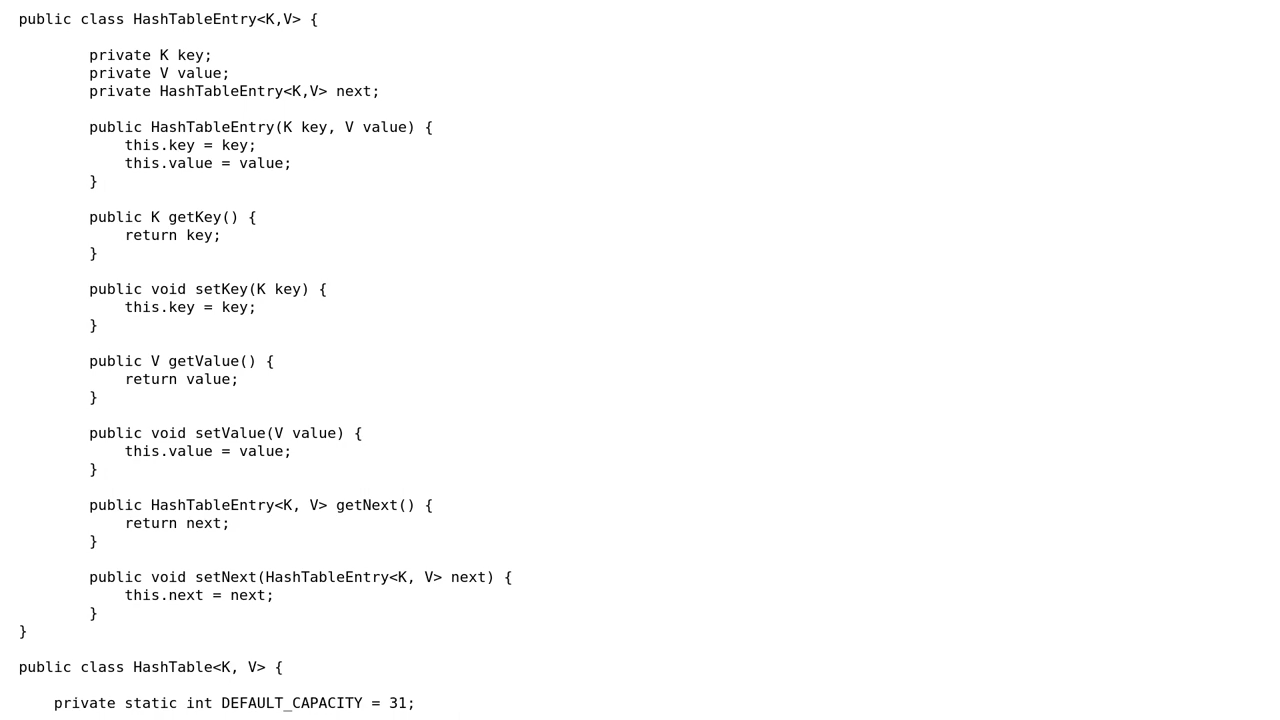 public class HashTableEntry<K,V> {
private K key;
private V value;
private HashTableEntry<K,V> next;
public HashTableEntry(K key, V value) {
this.key = key;
this.value = value;
}
public K getKey() {
return key;
}
public void setKey(K key) {
this.key = key;
}
public V getValue() {
return value;
}
public void setValue(V value) {
this.value = value;
}
public HashTableEntry<K, V> getNext() {
return next;
}
public void setNext(HashTableEntry<K, V> next) {
this.next = next;
}
}
public class HashTable<K, V> {
private static int DEFAULT_CAPACITY = 31;